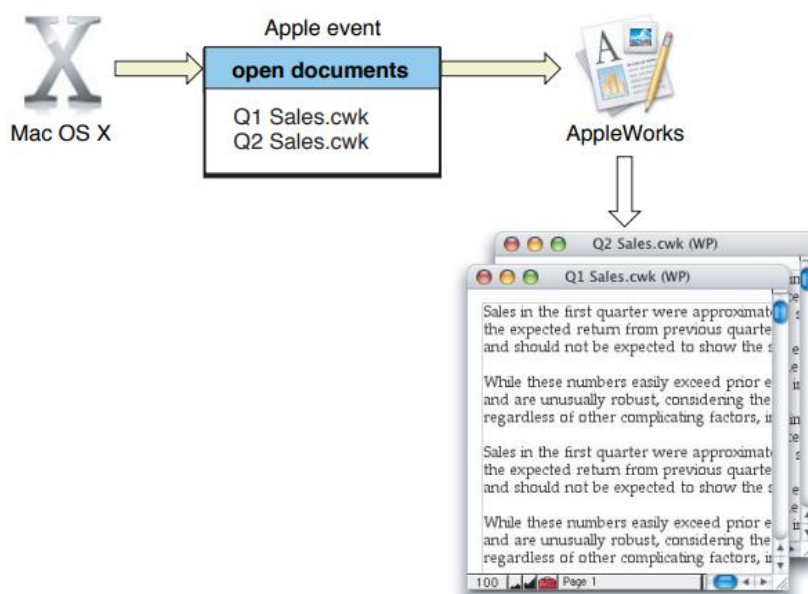 Apple event
open documents
Q1 Sales.cwk
Q2 Sales.cwk
Mac OS X
AppleWorks
Q2 Sales.cwk (WP)
Q1 Sales.cwk (WP)
Sales in the first quarter were approximat
the expected return from previous quarte
and should not be expected to show the s
While these numbers easily exceed prior e
and are unusually robust, considering the
regardless of other complicating factors, i
Sales in the first quarter were approximat
the expected return from previous quarte
and should not be expected to show the s
While these numbers easily exceed prior e
and are unusually robust, considering the
regardless of other complicating factors, i
100 Page 1